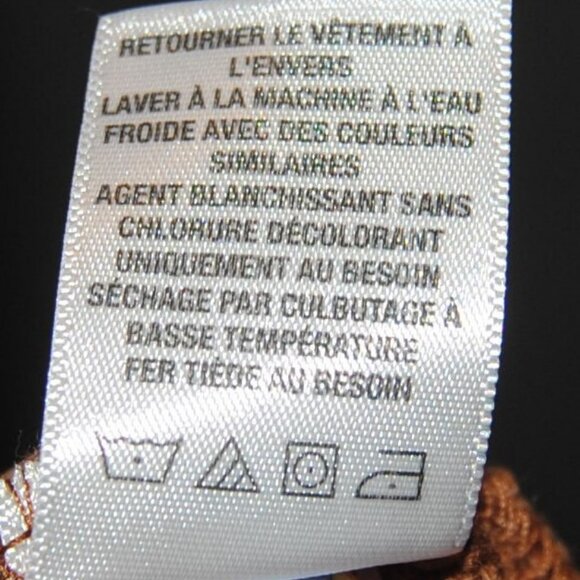 RETOURNER LE VÊTEMENT À
L'ENVERS
LAVER À LA MACHINE À L'EAU
FROIDE AVEC DES COULEURS
SIMILAIRES
AGENT BLANCHISSANT SANS
CHLORURE DÉCOLORANT
UNIQUEMENT AU BESOIN
SÉCHAGE PAR CULBUTAGE À
BASSE TEMPÉRATURE
FER TIÈDE AU BESOIN